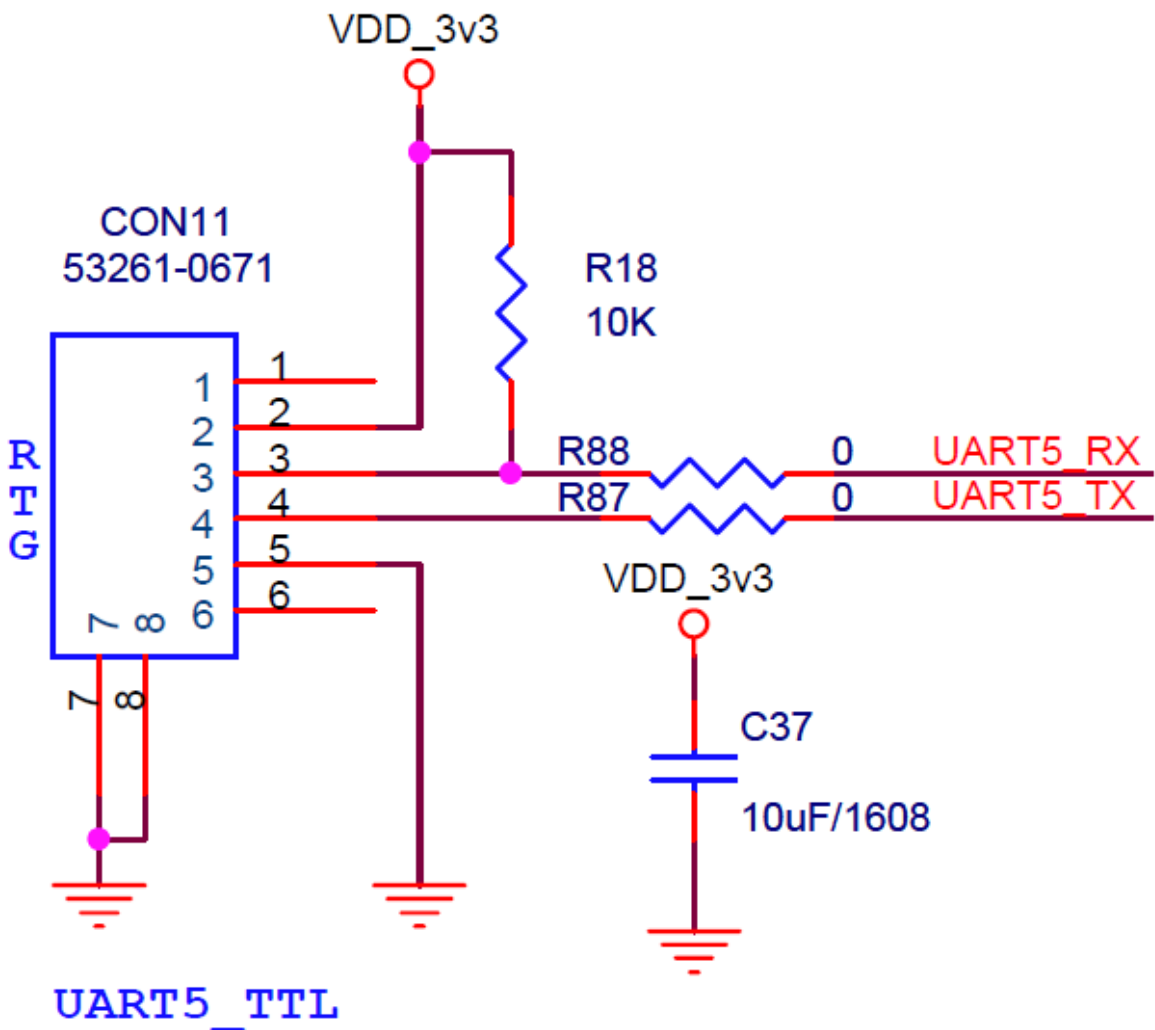 VDD_3v3
CON11
53261-0671
R18
10K
1 1
2 2
3 3
4 4
5 5
6 6
R
T
G
R88 0 UART5_RX
R87 0 UART5_TX
VDD_3v3
7 8
7 8
C37
10uF/1608
UART5_TTL